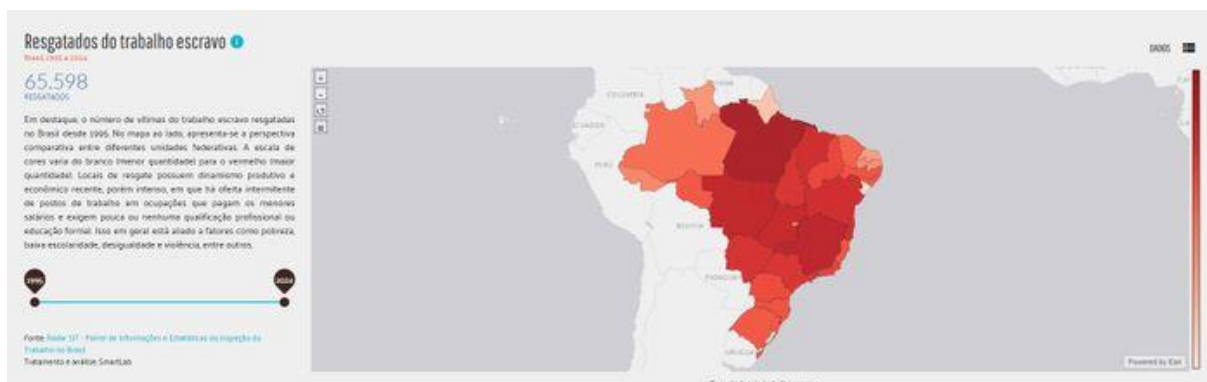 Resgatados do trabalho escravo
Brasil, 1995 a 2024
65.598
RESGATADOS
Em destaque, o número de vítimas do trabalho escravo resgatadas
no Brasil desde 1995. No mapa ao lado, apresenta-se a perspectiva
comparativa entre diferentes unidades federativas. A escala de
cores varia do branco (menor quantidade) para o vermelho (maior
quantidade). Locais de resgate possuem dinamismo produtivo e
econômico recente, porém intenso, em que há oferta intermitente
de postos de trabalho em ocupações que pagam os menores
salários e exigem pouca ou nenhuma qualificação profissional ou
educação formal. Isso em geral está aliado a fatores como pobreza,
baixa escolaridade, desigualdade e violência, entre outros.
1995
2024
Fonte: Radar SIT - Painel de Informações e Estatísticas da Inspeção do
Trabalho no Brasil
Tratamento e análise: SmartLab
DADOS
COLOMBIA
PERU
BOLIVIA
PARAGUAY
Powered by Esri